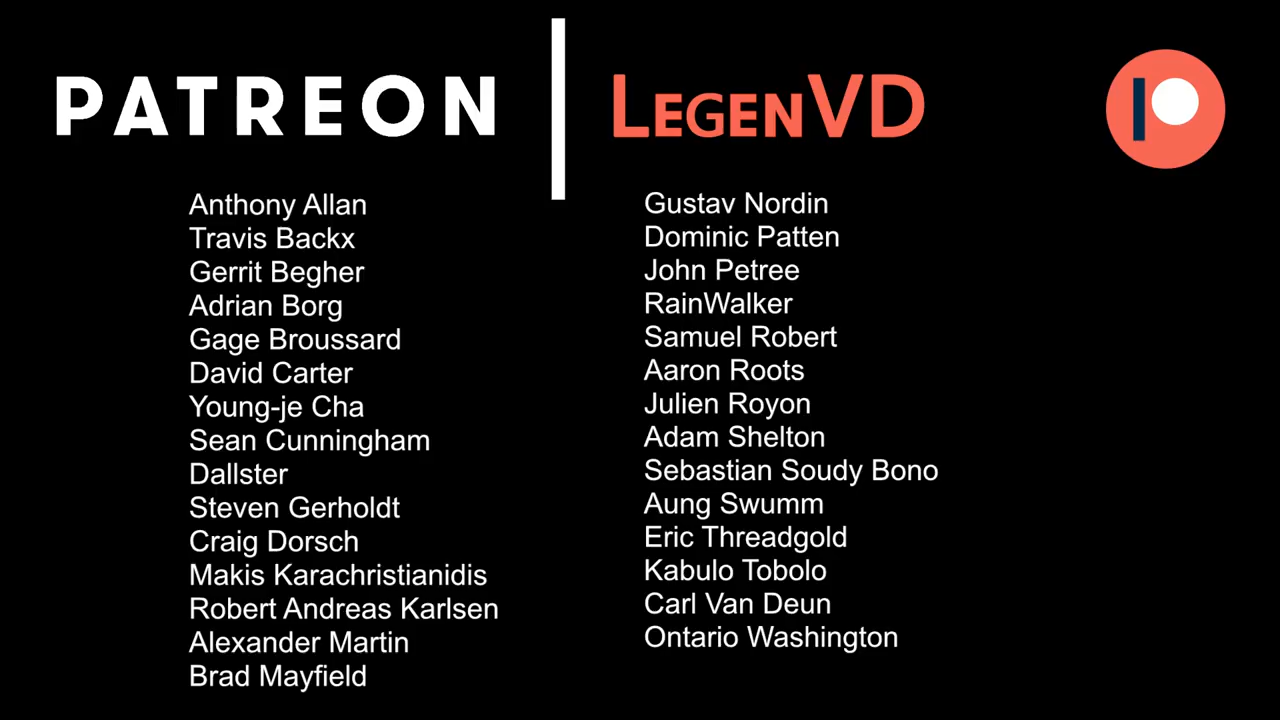 PATREON
LEGENVD
Anthony Allan
Travis Backx
Gerrit Begher
Adrian Borg
Gage Broussard
David Carter
Young-je Cha
Sean Cunningham
Dallster
Steven Gerholdt
Craig Dorsch
Makis Karachristianidis
Robert Andreas Karlsen
Alexander Martin
Brad Mayfield
Gustav Nordin
Dominic Patten
John Petree
RainWalker
Samuel Robert
Aaron Roots
Julien Royon
Adam Shelton
Sebastian Soudy Bono
Aung Swumm
Eric Threadgold
Kabulo Tobolo
Carl Van Deun
Ontario Washington